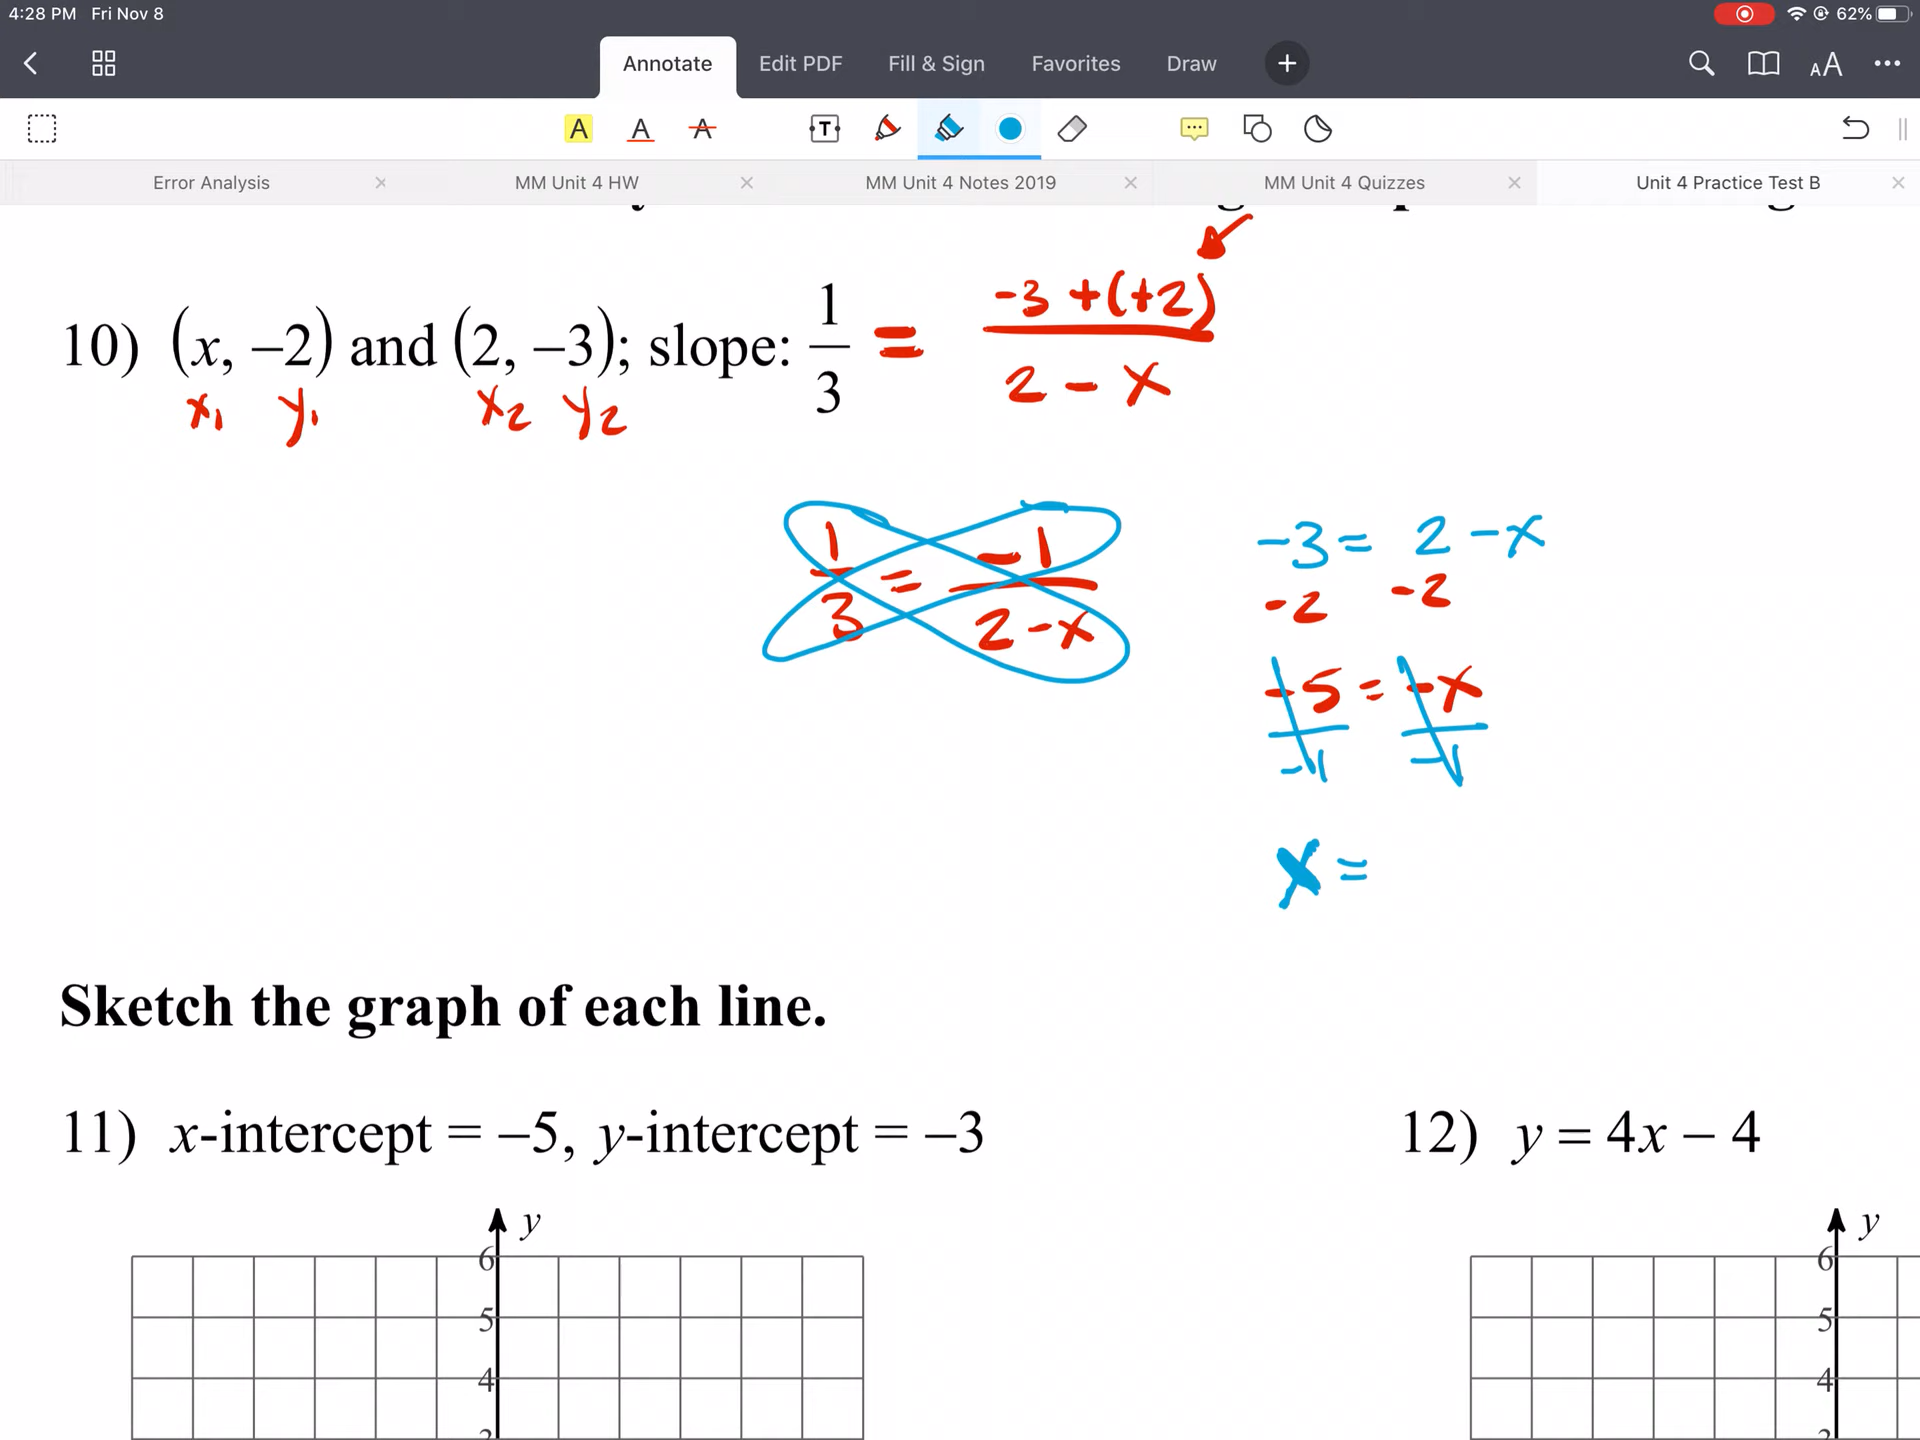 4:28 PM Fri Nov 8
62%
Annotate Edit PDF Fill & Sign Favorites Draw
AA
A A A T
Error Analysis MM Unit 4 HW MM Unit 4 Notes 2019 MM Unit 4 Quizzes Unit 4 Practice Test B
10) (x, –2) and (2, –3); slope: 1/3 = -3 +(+2) / 2 - x
x1 y1 x2 y2
1/3 = -1 / 2 - x
-3 = 2 - x
-2 -2
-5 = -x
-1 -1
x =
Sketch the graph of each line.
11) x-intercept = –5, y-intercept = –3
12) y = 4x – 4
y
6
5
4
y
6
5
4